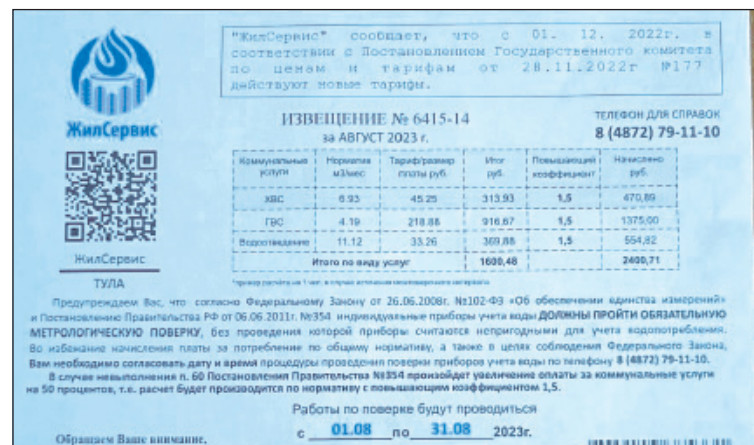 "ЖилСервис" сообщает, что с 01. 12. 2022г. в
соответствии с Постановлением Государственного комитета
по ценам и тарифам от 28.11.2022г №177
действуют новые тарифы.
ЖилСервис
ИЗВЕЩЕНИЕ № 6415-14
за АВГУСТ 2023 г.
ТЕЛЕФОН ДЛЯ СПРАВОК
8 (4872) 79-11-10
Коммунальные услуги Норматив м3/мес Тариф/размер платы руб. Итог руб. Повышающий коэффициент Начислено руб.
ХВС 6.93 45.25 313.93 1,5 470,89
ГВС 4.19 218.88 916.67 1,5 1375,00
Водоотведение 11.12 33.26 369,88 1,5 554,82
Итого по виду услуг 1600,48 2400,71
ЖилСервис
ТУЛА
*пример расчёта на 1 чел. в случае истечения межповерочного интервала
Предупреждаем Вас, что согласно Федеральному Закону от 26.06.2008г. №102-ФЗ «Об обеспечении единства измерений»
и Постановлению Правительства РФ от 06.06.2011г. №354 индивидуальные приборы учета воды ДОЛЖНЫ ПРОЙТИ ОБЯЗАТЕЛЬНУЮ
МЕТРОЛОГИЧЕСКУЮ ПОВЕРКУ, без проведения которой приборы считаются непригодными для учета водопотребления.
Во избежание начисления платы за потребление по общему нормативу, а также в целях соблюдения Федерального Закона,
Вам необходимо согласовать дату и время процедуры проведения поверки приборов учета воды по телефону 8 (4872) 79-11-10.
В случае невыполнения п. 60 Постановления Правительства №354 произойдет увеличение оплаты за коммунальные услуги
на 50 процентов, т.е. расчет будет производится по нормативу с повышающим коэффициентом 1,5.
Работы по поверке будут проводиться
с 01.08 по 31.08 2023г.
Обращаем Ваше внимание,